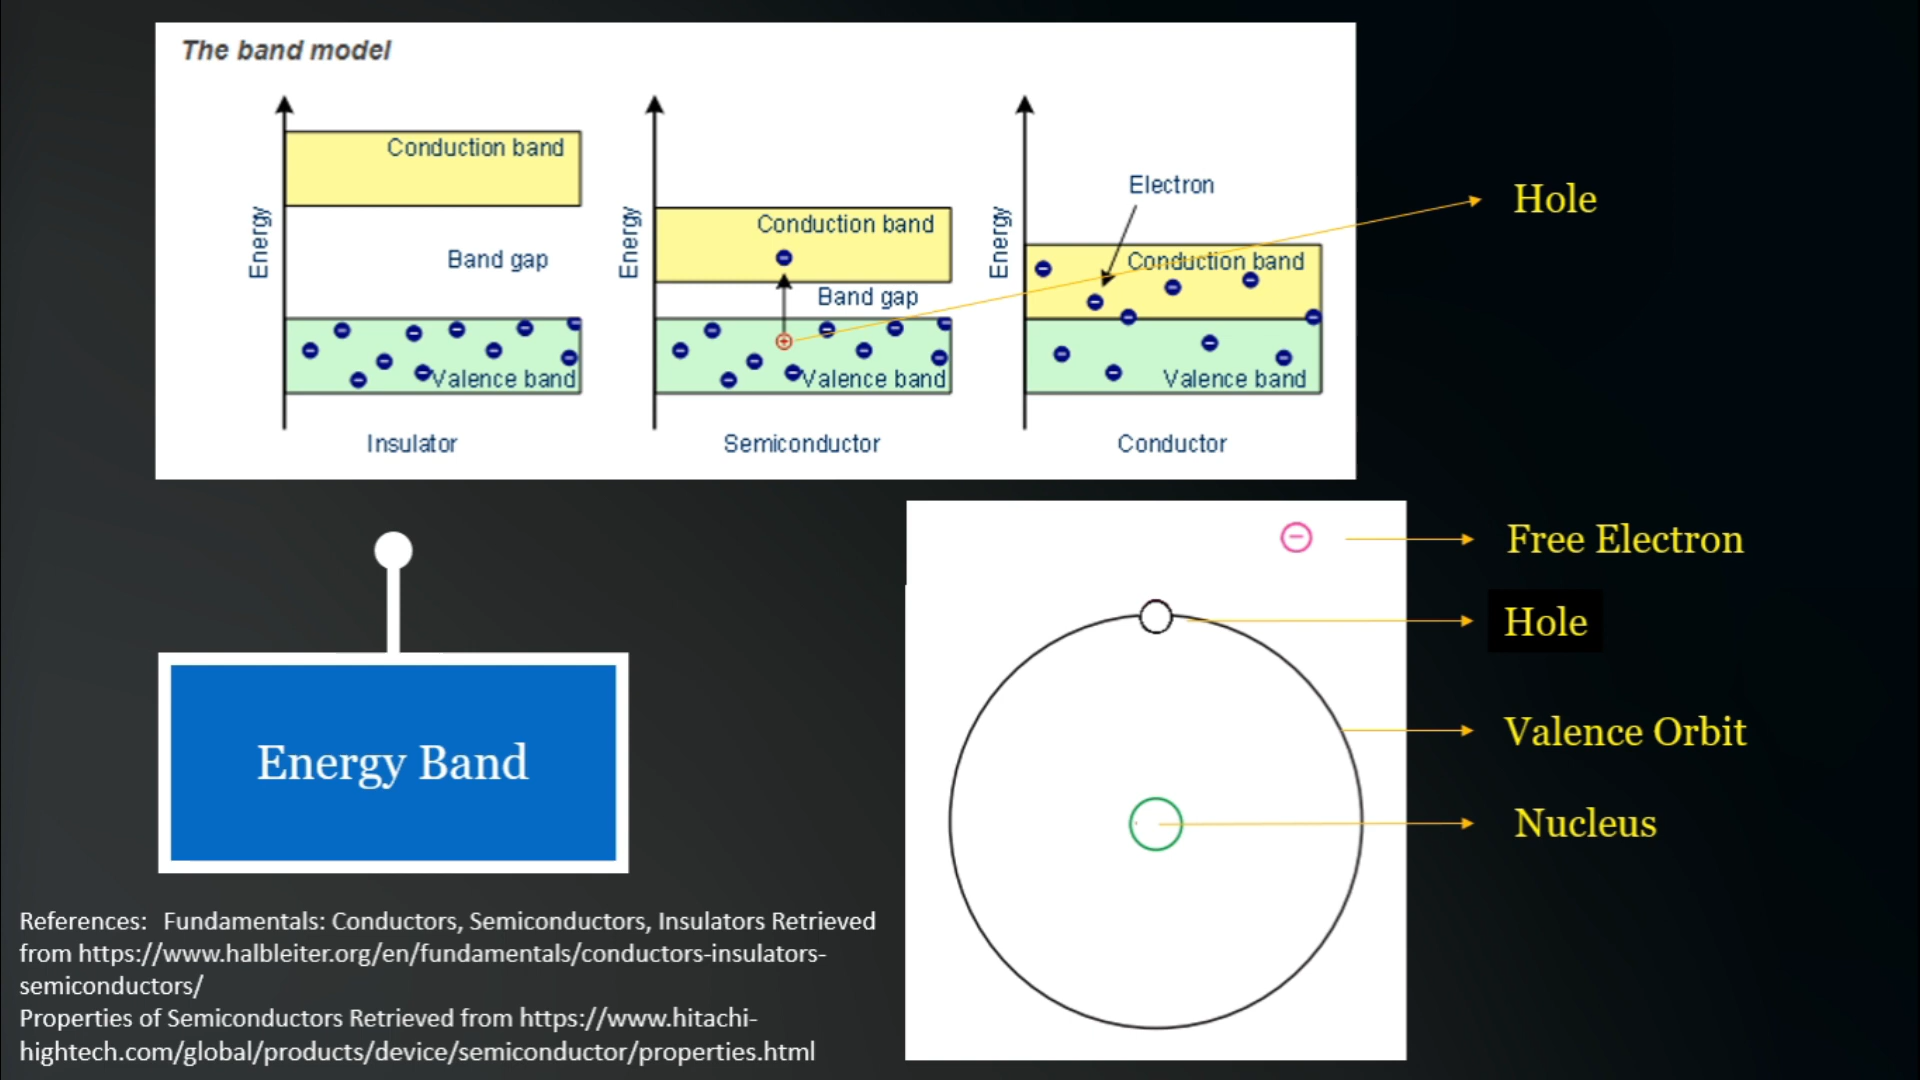 The band model
Energy
Conduction band
Band gap
Valence band
Insulator
Energy
Conduction band
Band gap
Valence band
Semiconductor
Energy
Electron
Conduction band
Valence band
Conductor
Hole
Free Electron
Hole
Valence Orbit
Nucleus
Energy Band
References:   Fundamentals: Conductors, Semiconductors, Insulators Retrieved
from https://www.halbleiter.org/en/fundamentals/conductors-insulators-
semiconductors/
Properties of Semiconductors Retrieved from https://www.hitachi-
hightech.com/global/products/device/semiconductor/properties.html